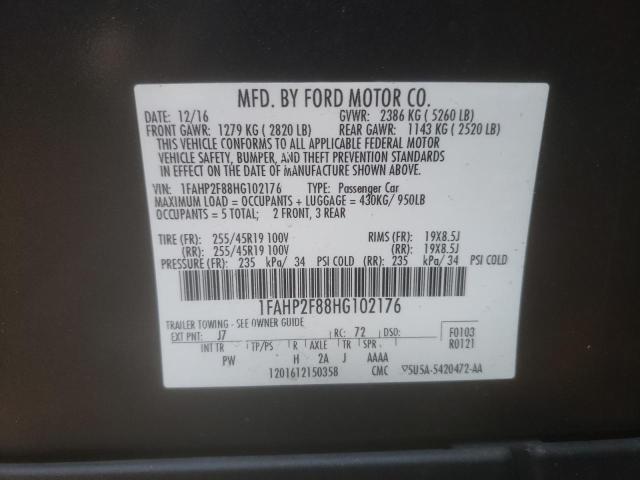 MFD. BY FORD MOTOR CO.
DATE: 12/16 GVWR: 2386 KG ( 5260 LB)
FRONT GAWR: 1279 KG ( 2820 LB) REAR GAWR: 1143 KG ( 2520 LB)
THIS VEHICLE CONFORMS TO ALL APPLICABLE FEDERAL MOTOR
VEHICLE SAFETY, BUMPER, AND THEFT PREVENTION STANDARDS
IN EFFECT ON THE DATE OF MANUFACTURE SHOWN ABOVE.
VIN: 1FAHP2F88HG102176 TYPE: Passenger Car
MAXIMUM LOAD = OCCUPANTS + LUGGAGE = 430KG/ 950LB
OCCUPANTS = 5 TOTAL; 2 FRONT, 3 REAR
TIRE (FR): 255/45R19 100V RIMS (FR): 19X8.5J
(RR): 255/45R19 100V (RR): 19X8.5J
PRESSURE (FR): 235 kPa/ 34 PSI COLD (RR): 235 kPa/ 34 PSI COLD
1FAHP2F88HG102176
TRAILER TOWING - SEE OWNER GUIDE
EXT PNT: J7 RC: 72 DSO: F0103
INT TR TP/PS R AXLE TR SPR R0121
PW H 2A J AAAA
1201612150358 CMC ▽5U5A-5420472-AA